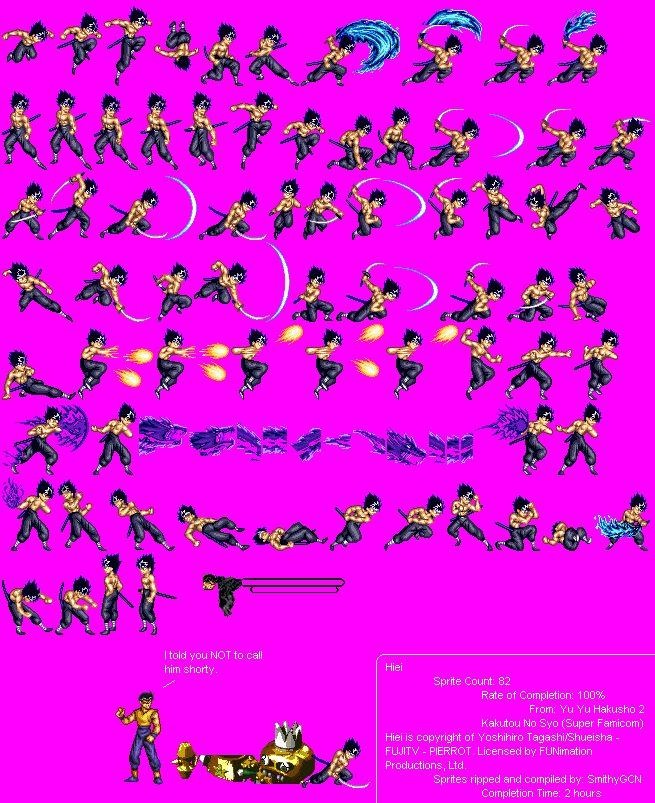 I told you NOT to call
him shorty.
Hiei
Sprite Count: 82
Rate of Completion: 100%
From: Yu Yu Hakusho 2
Kakutou No Syo (Super Famicom)
Hiei is copyright of Yoshihiro Tagashi/Shueisha -
FUJITV - PIERROT. Licensed by FUNimation
Productions, Ltd.
Sprites ripped and compiled by: SmithyGCN
Completion Time: 2 hours